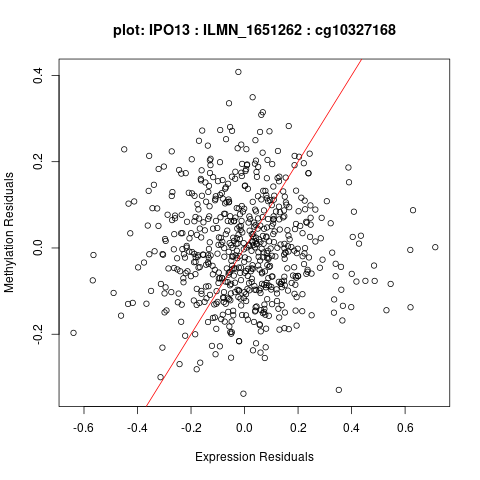 plot: IPO13 : ILMN_1651262 : cg10327168
0.4
0.2
0.0
-0.2
Methylation Residuals
-0.6 -0.4 -0.2 0.0 0.2 0.4 0.6
Expression Residuals